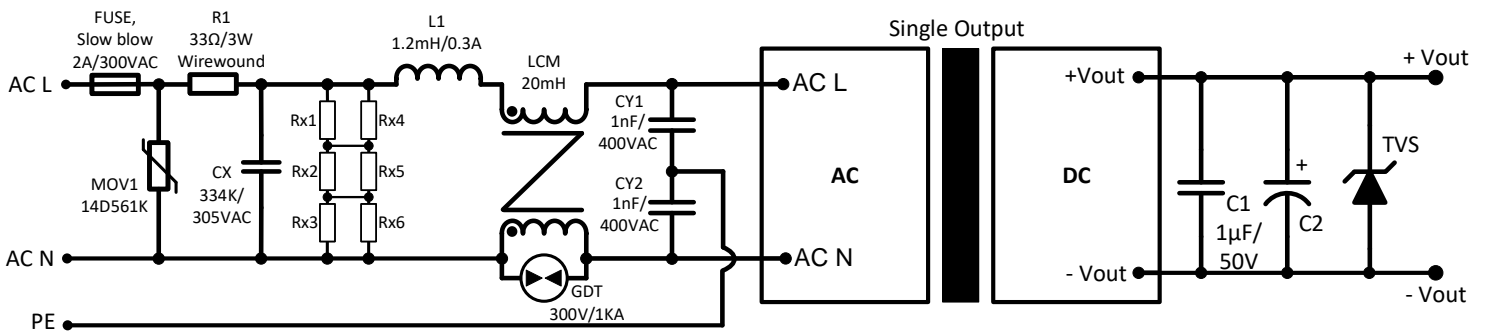 FUSE,
Slow blow
2A/300VAC
R1
33Ω/3W
Wirewound
L1
1.2mH/0.3A
LCM
20mH
Single Output
AC L
AC L
+Vout
+ Vout
CY1
1nF/
400VAC
Rx1
Rx4
MOV1
14D561K
CX
334K/
305VAC
Rx2
Rx5
AC
DC
TVS
+
Rx3
Rx6
CY2
1nF/
400VAC
C1
1µF/
50V
C2
AC N
AC N
- Vout
- Vout
GDT
300V/1KA
PE